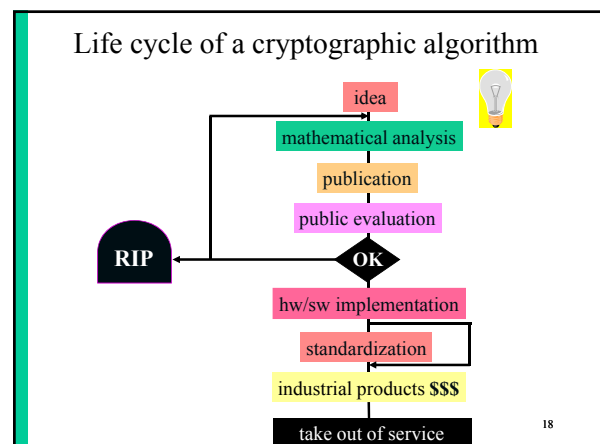 Life cycle of a cryptographic algorithm
idea
mathematical analysis
publication
public evaluation
RIP
OK
hw/sw implementation
standardization
industrial products $$$
take out of service
18